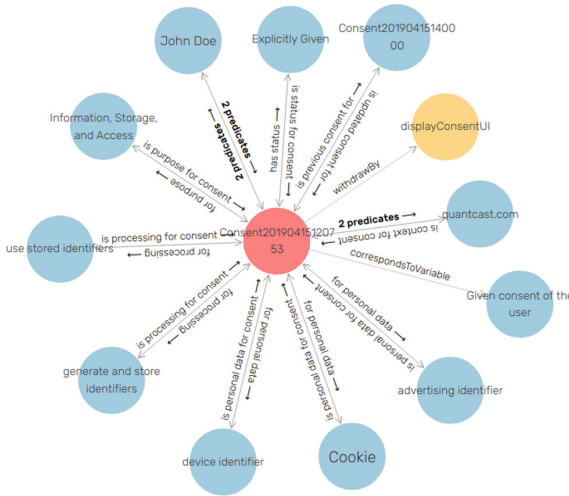 John Doe
Explicitly Given
Consent201904151400
00
Information, Storage,
and Access
displayConsentUI
2 predicates →
← 2 predicates
has status →
← is status for consent
is previous consent for →
← is updated consent for
withdrawBy
is purpose for consent →
← for purpose
quantcast.com
2 predicates →
← is context for consent
use stored identifiers
is processing for consent →
← for processing
Consent201904151207
53
correspondsToVariable
Given consent of the
user
is processing for consent →
← for processing
is personal data for consent →
← for personal data
for personal data →
← is personal data for consent
for personal data →
← is personal data for consent
generate and store
identifiers
advertising identifier
device identifier
Cookie